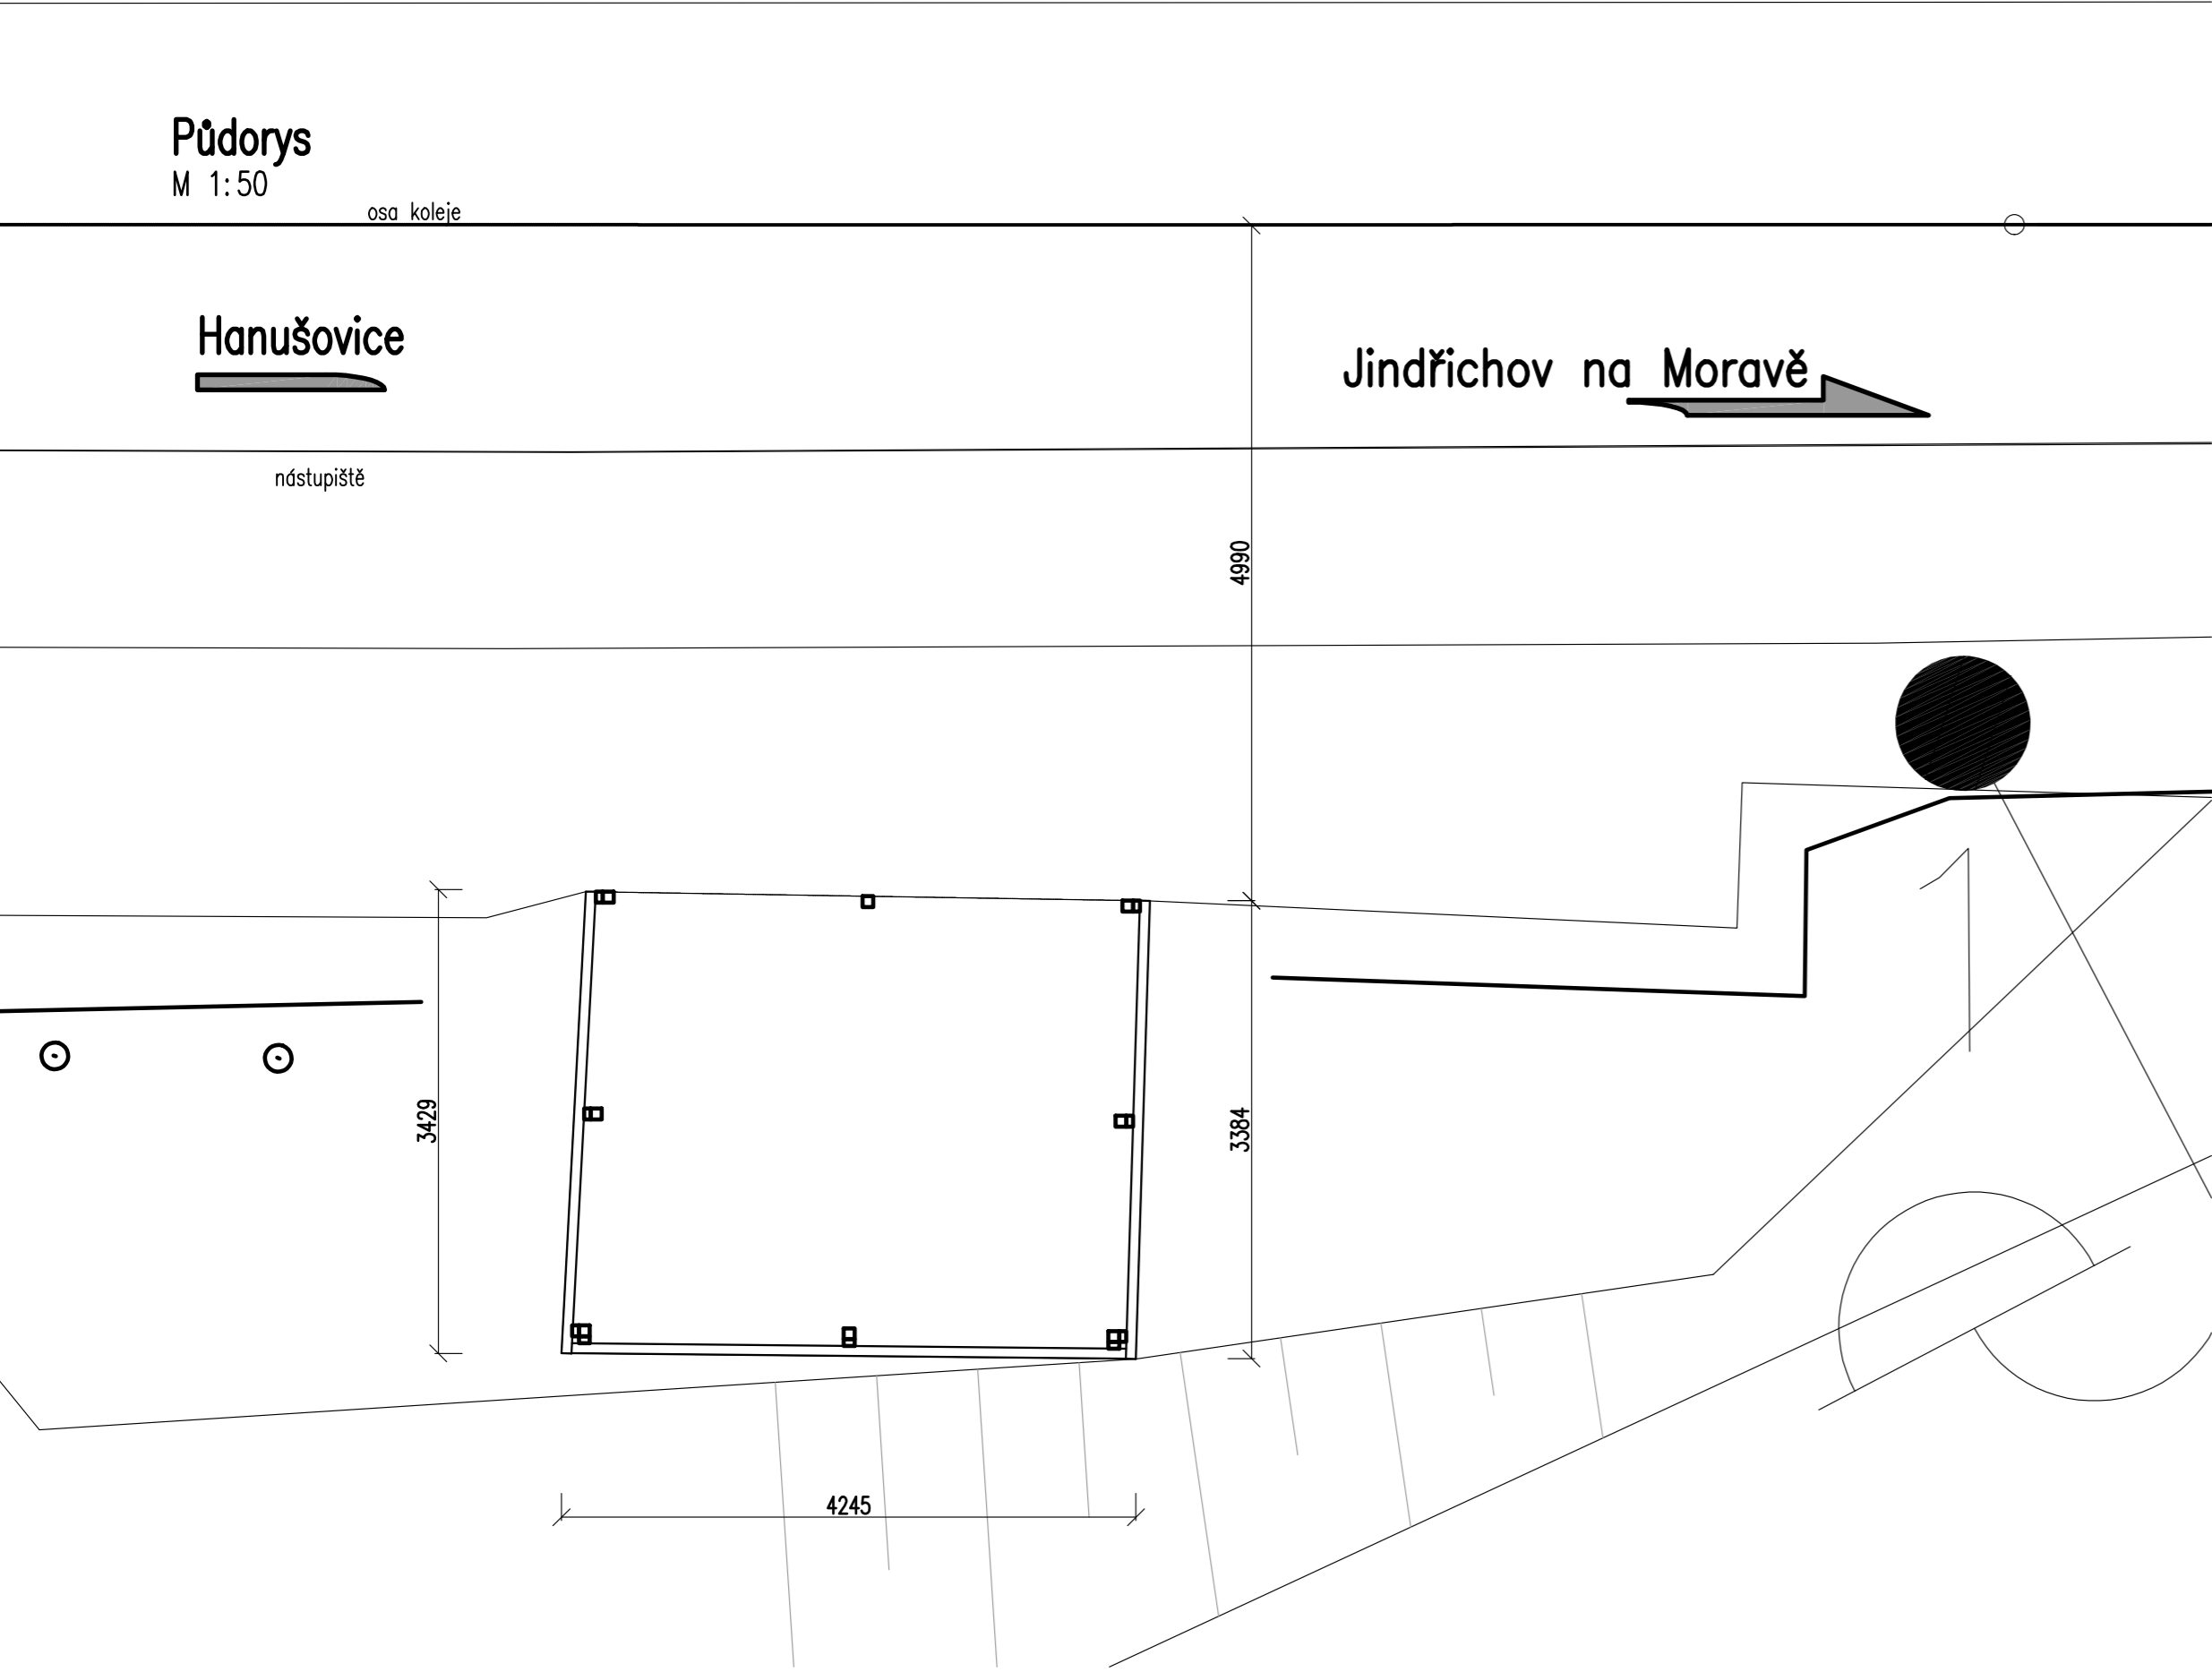 Půdorys
M 1:50
osa koleje
Hanušovice
Jindřichov na Moravě
nástupiště
4990
3429
3384
4245